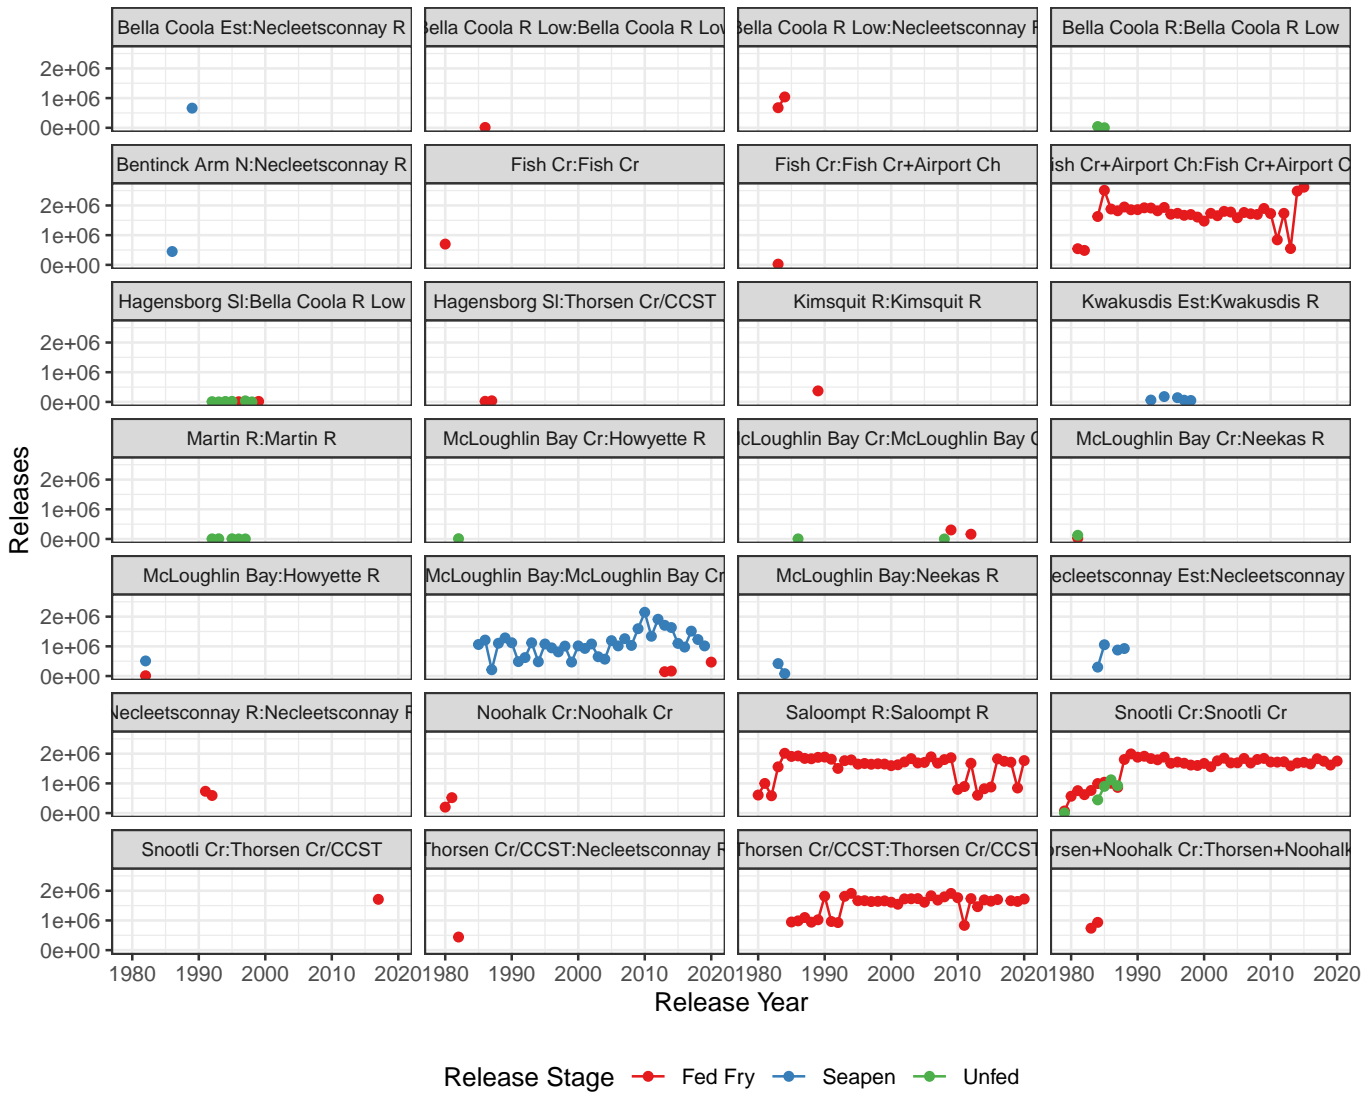 Bella Coola Est:Necleetsconnay R
Bella Coola R Low:Bella Coola R Low
Bella Coola R Low:Necleetsconnay R
Bella Coola R:Bella Coola R Low
2e+06
1e+06
0e+00
Bentinck Arm N:Necleetsconnay R
Fish Cr:Fish Cr
Fish Cr:Fish Cr+Airport Ch
ish Cr+Airport Ch:Fish Cr+Airport C
2e+06
1e+06
0e+00
Hagensborg Sl:Bella Coola R Low
Hagensborg Sl:Thorsen Cr/CCST
Kimsquit R:Kimsquit R
Kwakusdis Est:Kwakusdis R
2e+06
1e+06
0e+00
Martin R:Martin R
McLoughlin Bay Cr:Howyette R
cLoughlin Bay Cr:McLoughlin Bay C
McLoughlin Bay Cr:Neekas R
2e+06
1e+06
0e+00
Releases
McLoughlin Bay:Howyette R
McLoughlin Bay:McLoughlin Bay Cr
McLoughlin Bay:Neekas R
ecleetsconnay Est:Necleetsconnay
2e+06
1e+06
0e+00
Necleetsconnay R:Necleetsconnay R
Noohalk Cr:Noohalk Cr
Saloompt R:Saloompt R
Snootli Cr:Snootli Cr
2e+06
1e+06
0e+00
Snootli Cr:Thorsen Cr/CCST
Thorsen Cr/CCST:Necleetsconnay R
Thorsen Cr/CCST:Thorsen Cr/CCST
orsen+Noohalk Cr:Thorsen+Noohalk
2e+06
1e+06
0e+00
1980 1990 2000 2010 2020
1980 1990 2000 2010 2020
1980 1990 2000 2010 2020
1980 1990 2000 2010 2020
Release Year
Release Stage Fed Fry Seapen Unfed